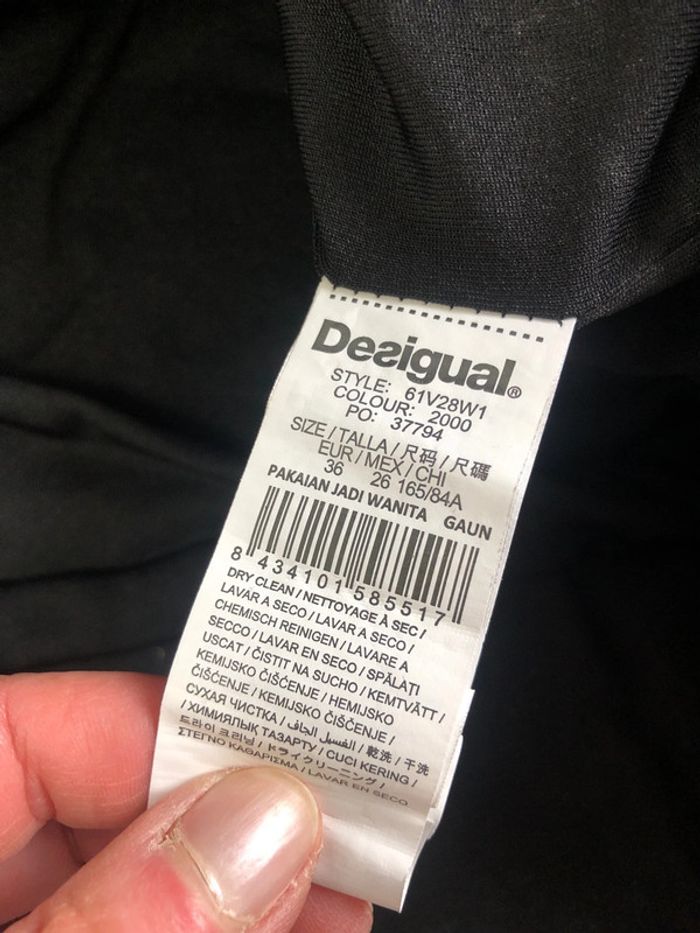 Desigual®
STYLE: 61V28W1
COLOUR: 2000
PO: 37794
SIZE/TALLA/尺码/尺碼
EUR/MEX/CHI
36 26 165/84A
PAKAIAN JADI WANITA GAUN
8 434101 585517
DRY CLEAN / NETTOYAGE À SEC /
LAVAR A SECO / LAVAR A SECO /
CHEMISCH REINIGEN / LAVARE A
SECCO / LAVAR EN SECO / SPĂLAȚI
USCAT / ČISTIT NA SUCHO / KEMTVÄTT /
KEMIJSKO ČIŠĆENJE / HEMIJSKO
ČIŠĆENJE / KEMIJSKO ČIŠČENJE /
СУХАЯ ЧИСТКА / الغسيل الجاف / 乾洗 / 干洗
/ ХИМИЯЛЫҚ ТАЗАРТУ / CUCI KERING /
드라이 크리닝 / ドライクリーニング /
ΣΤΕΓΝΟ ΚΑΘΑΡΙΣΜΑ / LAVAR EN SECO